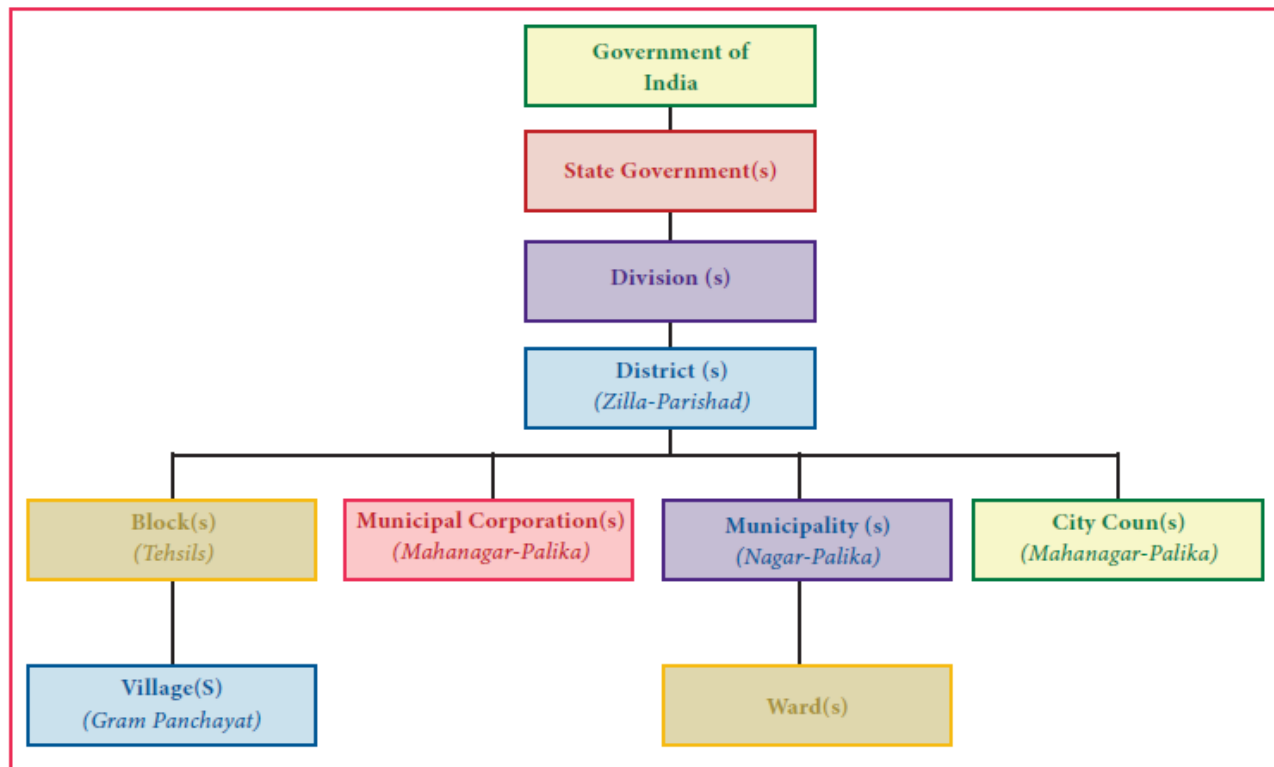 Government of
India
State Government(s)
Division (s)
District (s)
(Zilla-Parishad)
Block(s)
(Tehsils)
Municipal Corporation(s)
(Mahanagar-Palika)
Municipality (s)
(Nagar-Palika)
City Coun(s)
(Mahanagar-Palika)
Village(S)
(Gram Panchayat)
Ward(s)